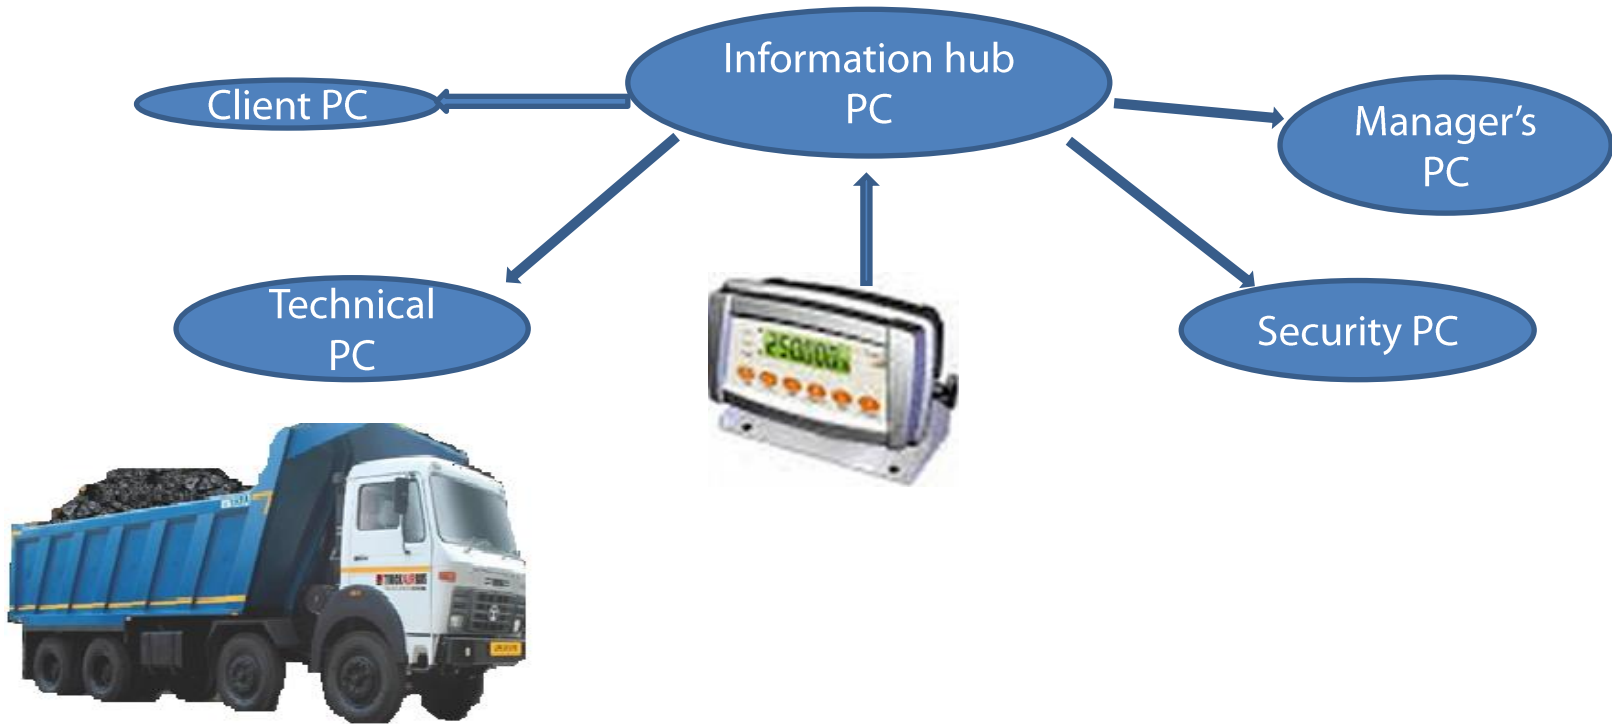 Information hub
PC
Client PC
Manager’s
PC
Technical
PC
Security PC